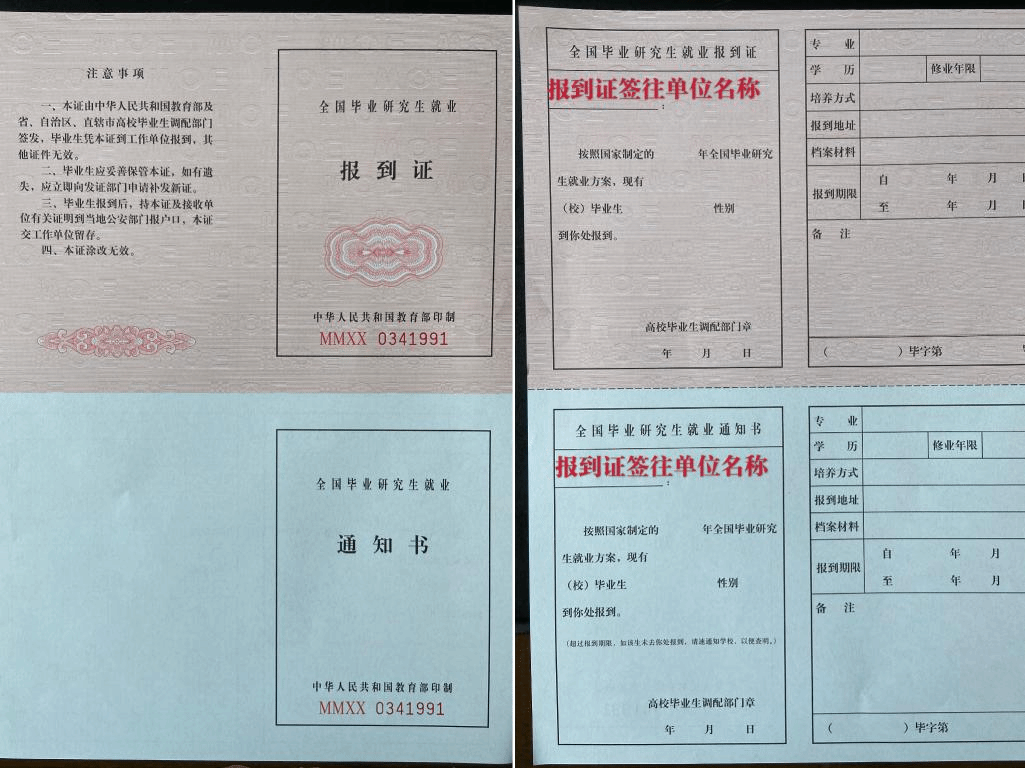 注意事项
一、本证由中华人民共和国教育部及
省、自治区、直辖市高校毕业生调配部门
签发，毕业生凭本证到工作单位报到，其
他证件无效。
二、毕业生应妥善保管本证，如有遗
失，应立即向发证部门申请补发新证。
三、毕业生报到后，持本证及接收单
位有关证明到当地公安部门报户口，本证
交工作单位留存。
四、本证涂改无效。
全国毕业研究生就业
报到证
中华人民共和国教育部印制
MMXX 0341991
全国毕业研究生就业报到证
报到证签往单位名称
：
按照国家制定的 年全国毕业研究
生就业方案，现有
（校）毕业生 性别
到你处报到。
高校毕业生调配部门章
年 月 日
专 业
学 历 修业年限
培养方式
报到地址
档案材料
报到期限 自 年 月
至 年 月
备 注
（ ）毕字第
全国毕业研究生就业
通知书
中华人民共和国教育部印制
MMXX 0341991
全国毕业研究生就业通知书
报到证签往单位名称
：
按照国家制定的 年全国毕业研究
生就业方案，现有
（校）毕业生 性别
到你处报到。
（超过报到期限，如该生未去你处报到，请速通知学校，以便查明。）
高校毕业生调配部门章
年 月 日
专 业
学 历 修业年限
培养方式
报到地址
档案材料
报到期限 自 年 月
至 年 月
备 注
（ ）毕字第